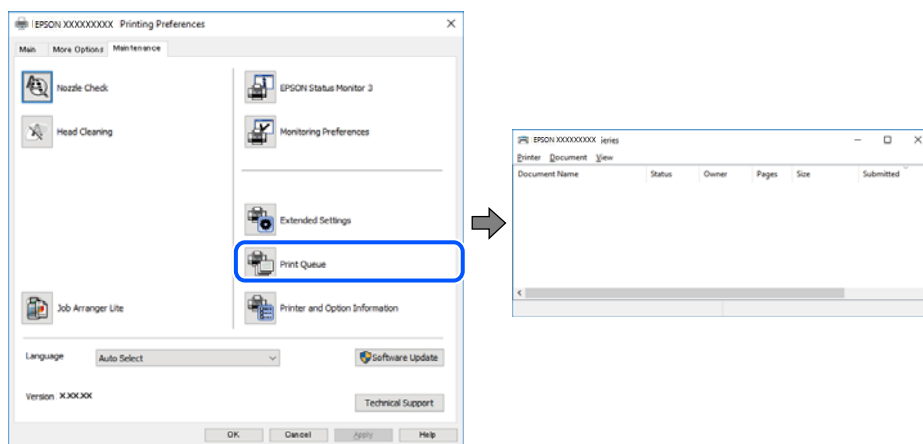 EPSON XXXXXXXXX Printing Preferences
Main More Options Maintenance
Nozzle Check
EPSON Status Monitor 3
Head Cleaning
Monitoring Preferences
Extended Settings
Print Queue
Job Arranger Lite
Printer and Option Information
Language Auto Select Software Update
Version X.XX.XX
Technical Support
OK Cancel Apply Help
EPSON XXXXXXXXX ieries
Printer Document View
Document Name Status Owner Pages Size Submitted